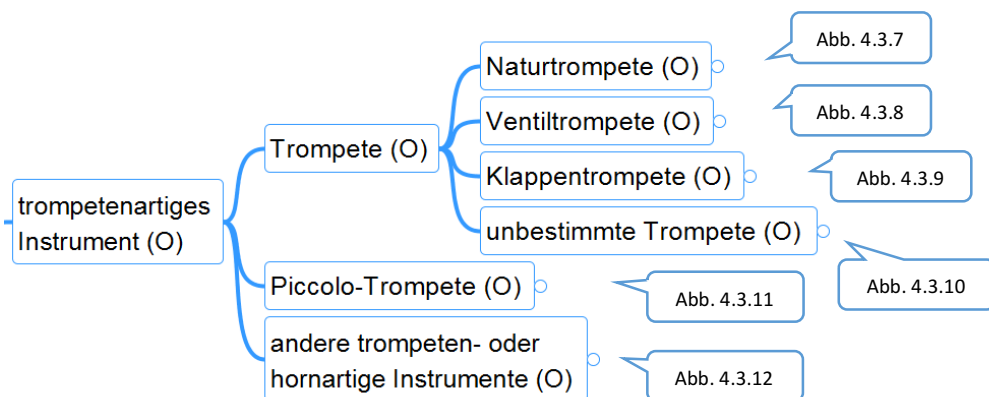 Abb. 4.3.7
Naturtrompete (O)
Ventiltrompete (O)
Abb. 4.3.8
Trompete (O)
Klappentrompete (O)
Abb. 4.3.9
trompetenartiges
Instrument (O)
unbestimmte Trompete (O)
Piccolo-Trompete (O)
Abb. 4.3.11
Abb. 4.3.10
andere trompeten- oder
hornartige Instrumente (O)
Abb. 4.3.12